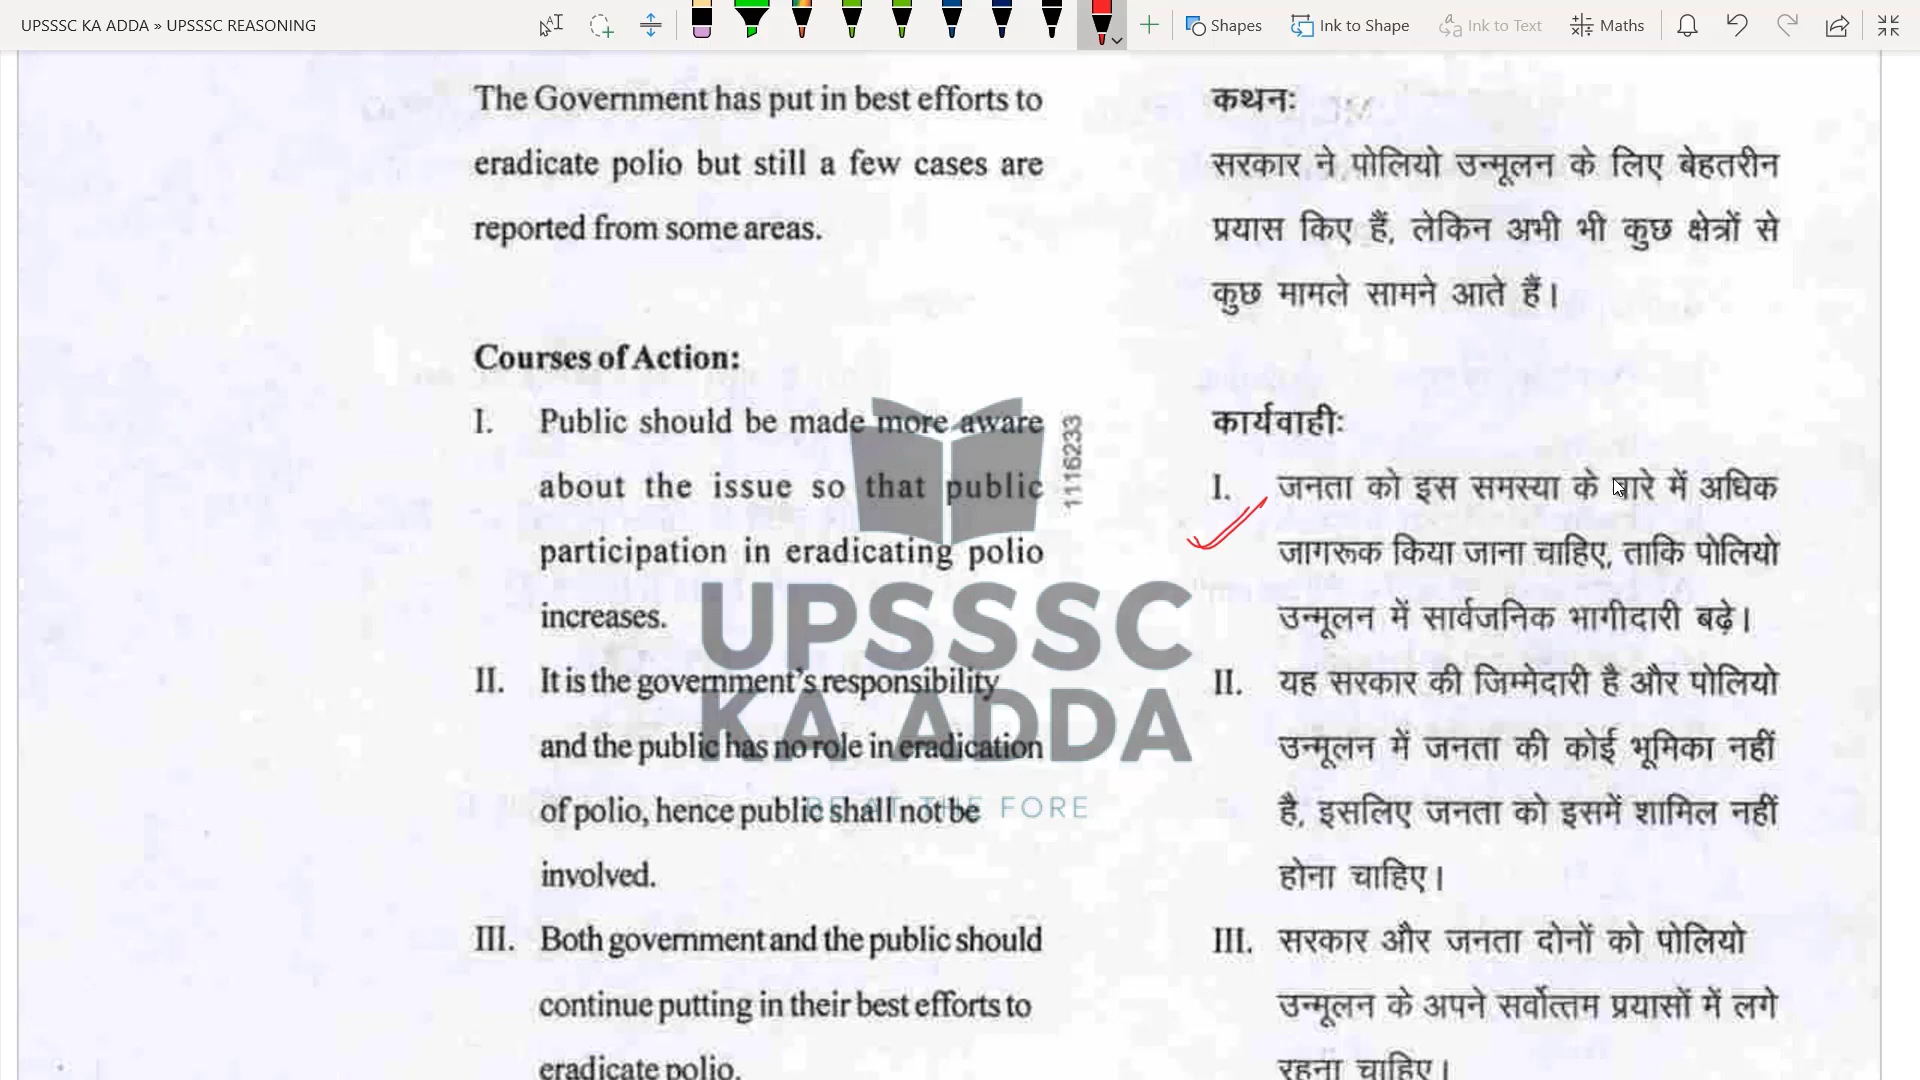 UPSSSC KA ADDA » UPSSSC REASONING
Shapes
Ink to Shape
Ink to Text
Maths
The Government has put in best efforts to
eradicate polio but still a few cases are
reported from some areas.
Courses of Action:
I. Public should be made more aware
about the issue so that public
participation in eradicating polio
increases.
II. It is the government's responsibility
and the public has no role in eradication
of polio, hence public shall not be
involved.
III. Both government and the public should
continue putting in their best efforts to
eradicate polio.
1116233
UPSSSC
KA ADDA
BE AT THE FORE
कथन:
सरकार ने पोलियो उन्मूलन के लिए बेहतरीन
प्रयास किए हैं, लेकिन अभी भी कुछ क्षेत्रों से
कुछ मामले सामने आते हैं।
कार्यवाही:
I. जनता को इस समस्या के बारे में अधिक
जागरूक किया जाना चाहिए, ताकि पोलियो
उन्मूलन में सार्वजनिक भागीदारी बढ़े।
II. यह सरकार की जिम्मेदारी है और पोलियो
उन्मूलन में जनता की कोई भूमिका नहीं
है, इसलिए जनता को इसमें शामिल नहीं
होना चाहिए।
III. सरकार और जनता दोनों को पोलियो
उन्मूलन के अपने सर्वोत्तम प्रयासों में लगे
रहना चाहिए।